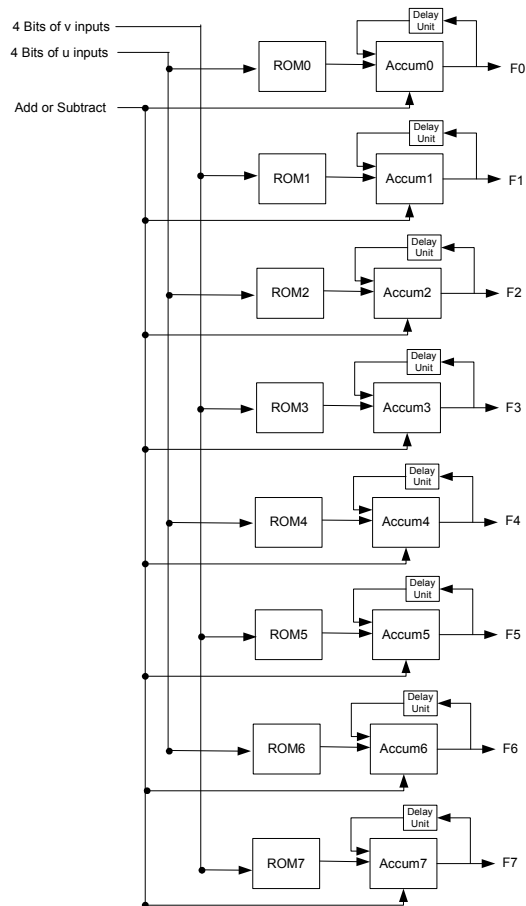 4 Bits of v inputs
4 Bits of u inputs
Add or Subtract
Delay
Unit
ROM0
Accum0
F0
Delay
Unit
ROM1
Accum1
F1
Delay
Unit
ROM2
Accum2
F2
Delay
Unit
ROM3
Accum3
F3
Delay
Unit
ROM4
Accum4
F4
Delay
Unit
ROM5
Accum5
F5
Delay
Unit
ROM6
Accum6
F6
Delay
Unit
ROM7
Accum7
F7